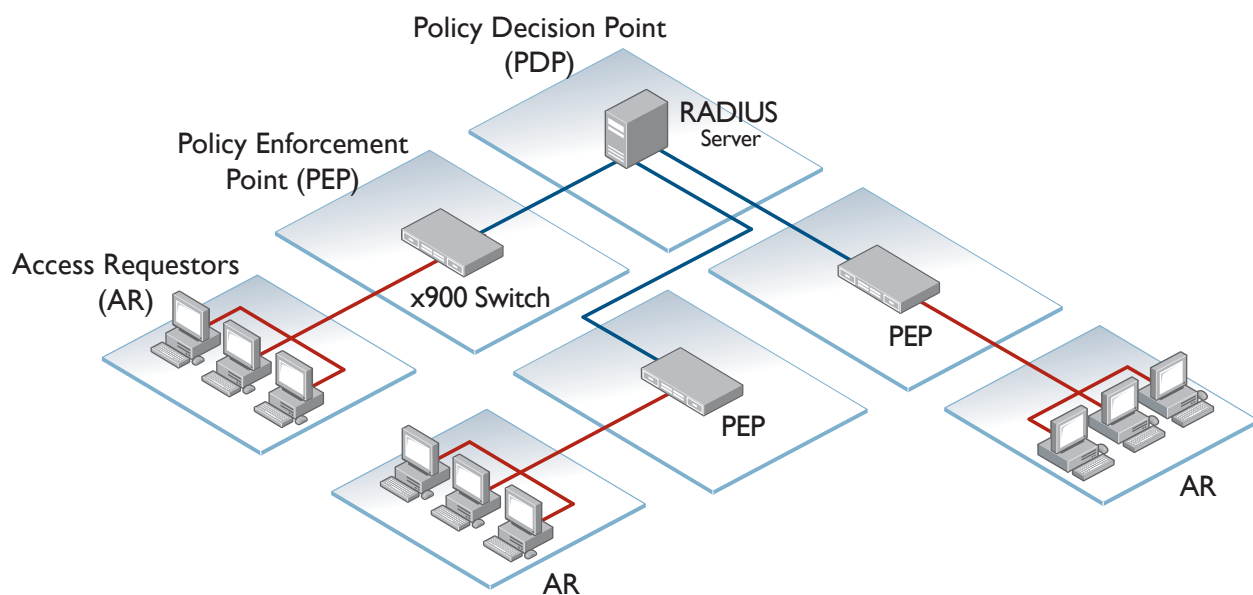 Policy Decision Point
(PDP)
RADIUS
Server
Policy Enforcement
Point (PEP)
x900 Switch
Access Requestors
(AR)
PEP
PEP
AR
AR